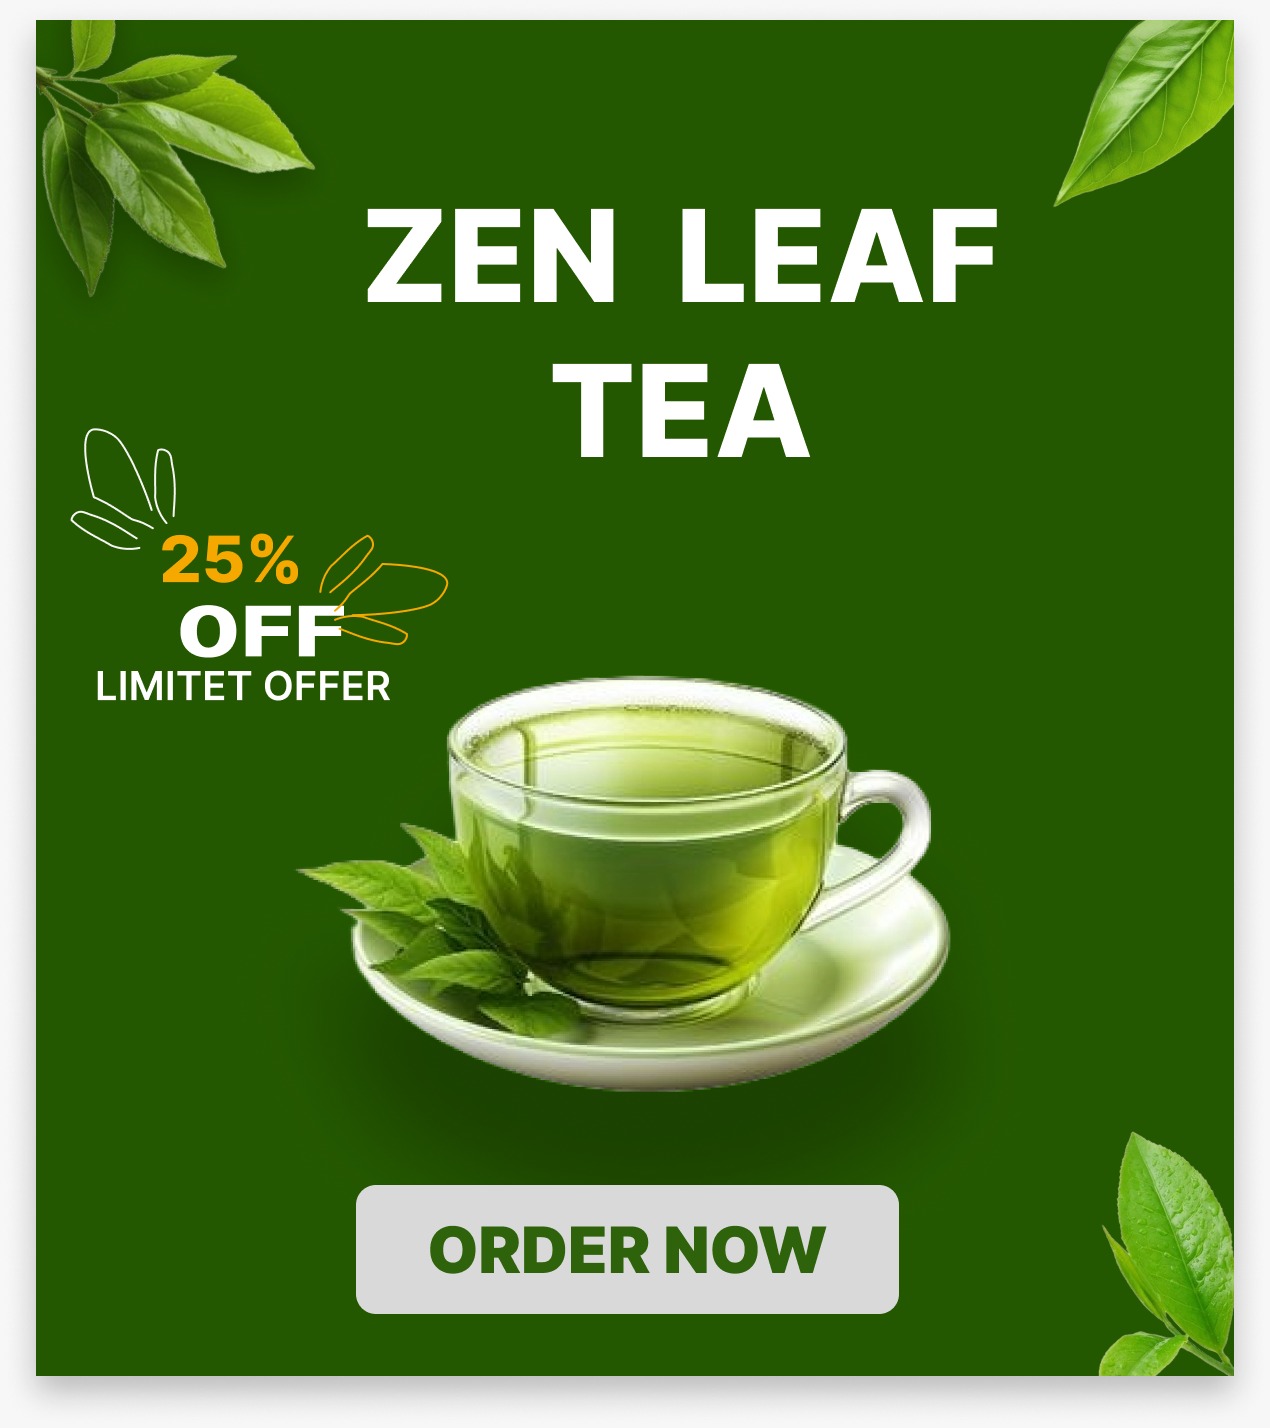 ZEN LEAF
TEA
25%
OFF
LIMITET OFFER
ORDER NOW